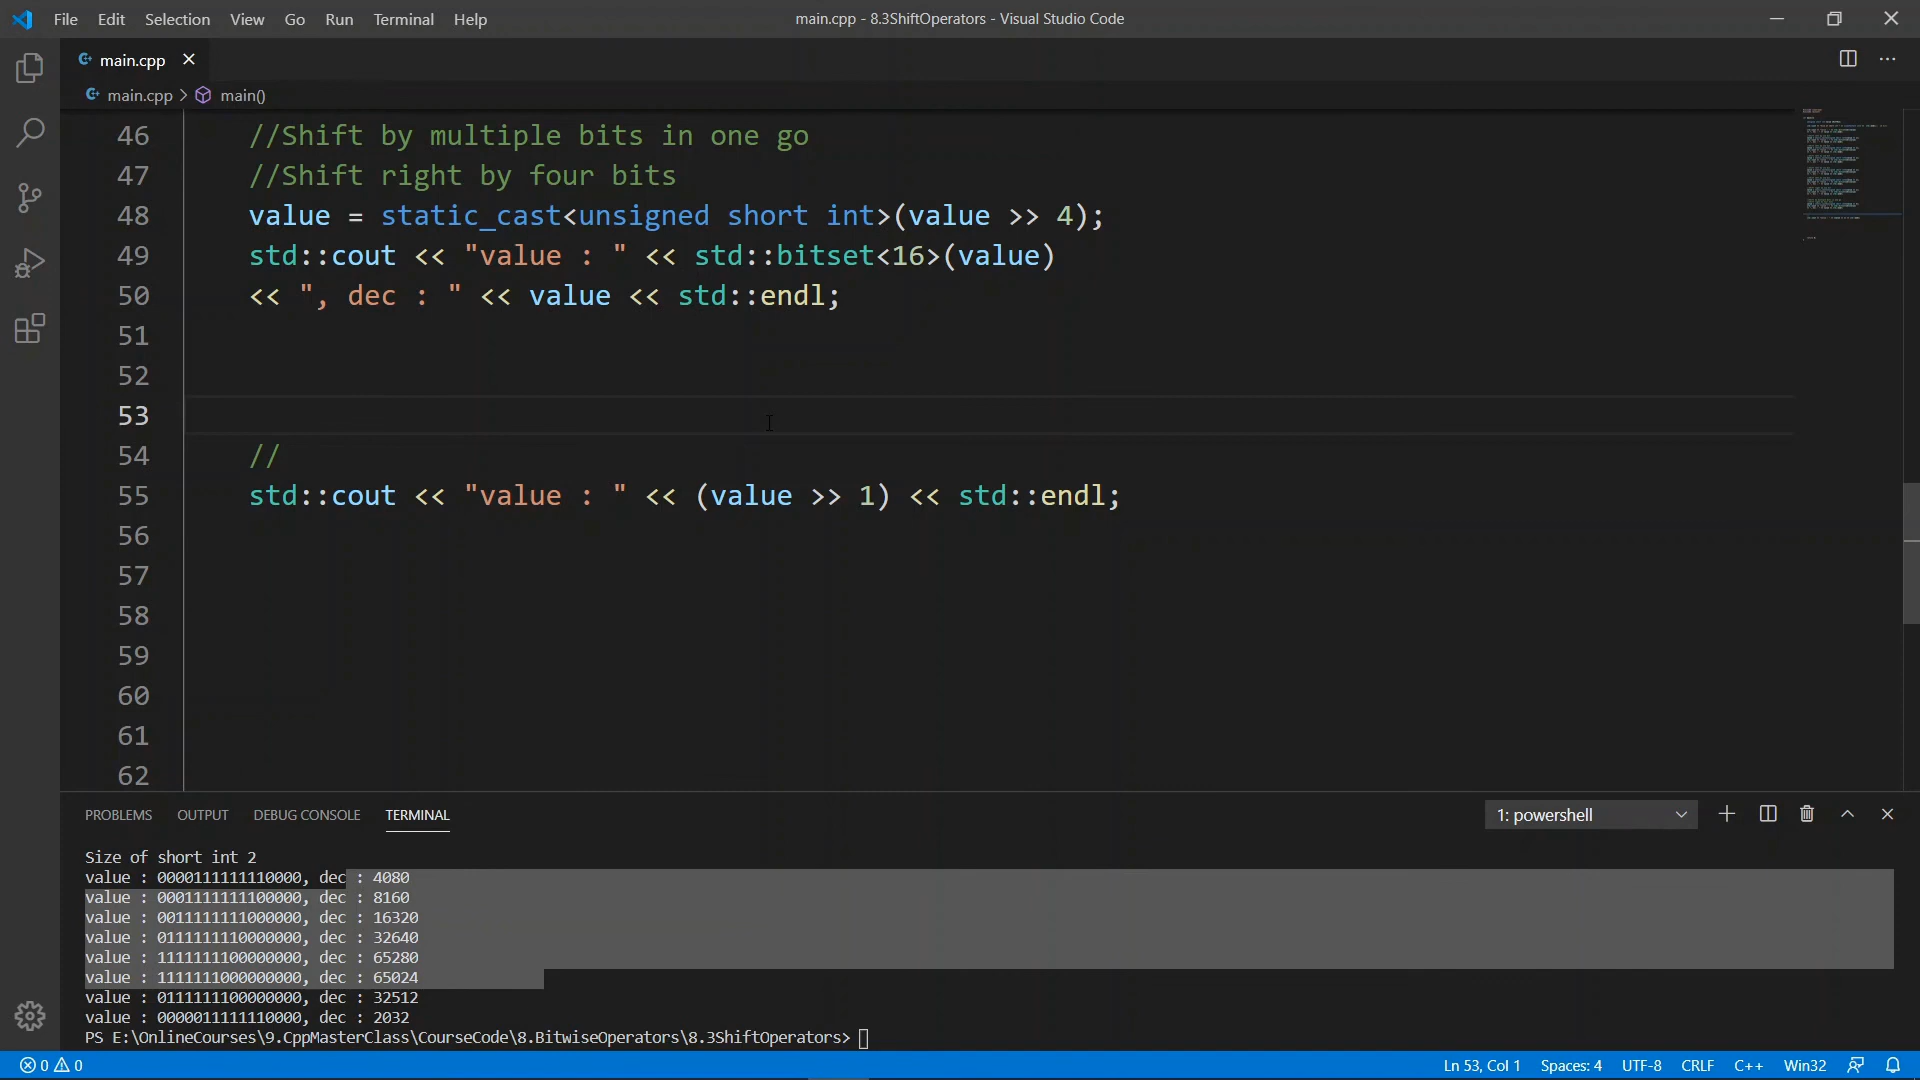 File Edit Selection View Go Run Terminal Help
main.cpp - 8.3ShiftOperators - Visual Studio Code
main.cpp
main.cpp > main()
46 //Shift by multiple bits in one go
47 //Shift right by four bits
48 value = static_cast<unsigned short int>(value >> 4);
49 std::cout << "value : " << std::bitset<16>(value)
50 << ", dec : " << value << std::endl;
51
52
53
54 //
55 std::cout << "value : " << (value >> 1) << std::endl;
56
57
58
59
60
61
62
PROBLEMS OUTPUT DEBUG CONSOLE TERMINAL
1: powershell
Size of short int 2
value : 0000111111110000, dec : 4080
value : 0001111111100000, dec : 8160
value : 0011111111000000, dec : 16320
value : 0111111110000000, dec : 32640
value : 1111111100000000, dec : 65280
value : 1111111000000000, dec : 65024
value : 0111111100000000, dec : 32512
value : 0000011111110000, dec : 2032
PS E:\OnlineCourses\9.CppMasterClass\CourseCode\8.BitwiseOperators\8.3ShiftOperators>
0 0
Ln 53, Col 1 Spaces: 4 UTF-8 CRLF C++ Win32